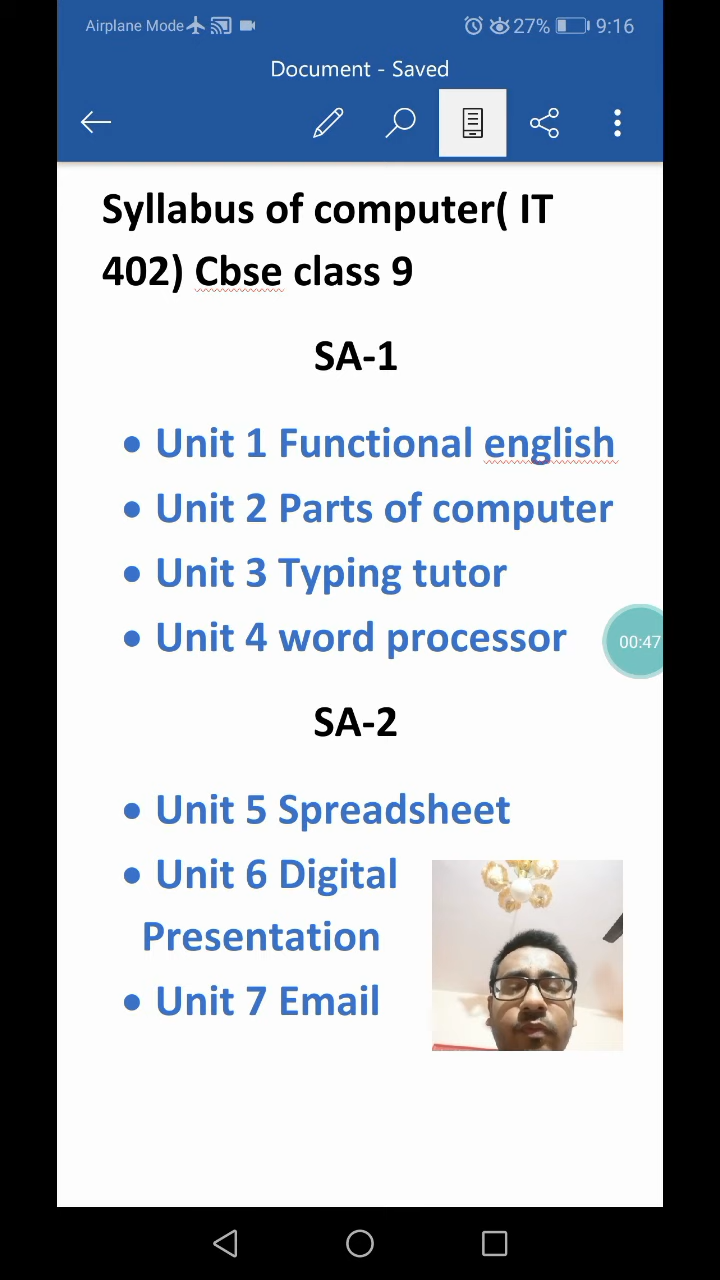 Airplane Mode 27% 9:16
Document - Saved
Syllabus of computer( IT
402) Cbse class 9
SA-1
• Unit 1 Functional english
• Unit 2 Parts of computer
• Unit 3 Typing tutor
• Unit 4 word processor
00:47
SA-2
• Unit 5 Spreadsheet
• Unit 6 Digital
Presentation
• Unit 7 Email